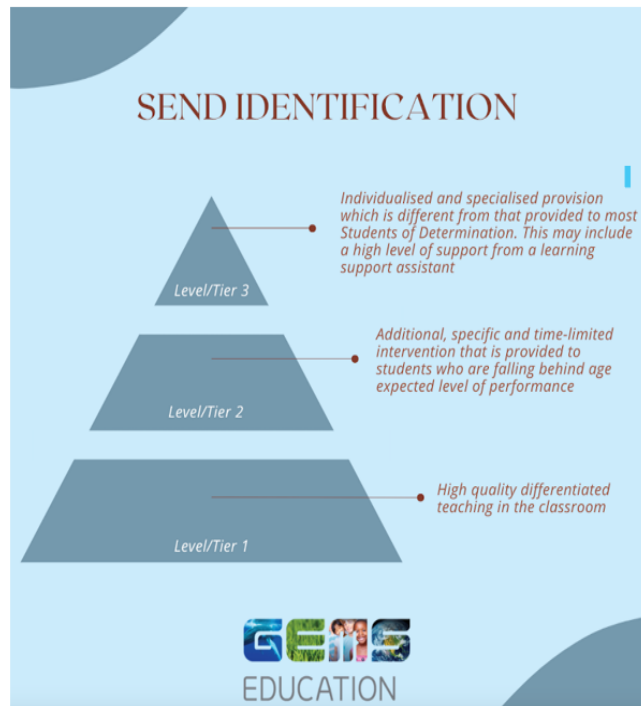 SEND IDENTIFICATION
Individualised and specialised provision
which is different from that provided to most
Students of Determination. This may include
a high level of support from a learning
support assistant
Level/Tier 3
Additional, specific and time-limited
intervention that is provided to
students who are falling behind age
expected level of performance
Level/Tier 2
High quality differentiated
teaching in the classroom
Level/Tier 1
GEMS
EDUCATION